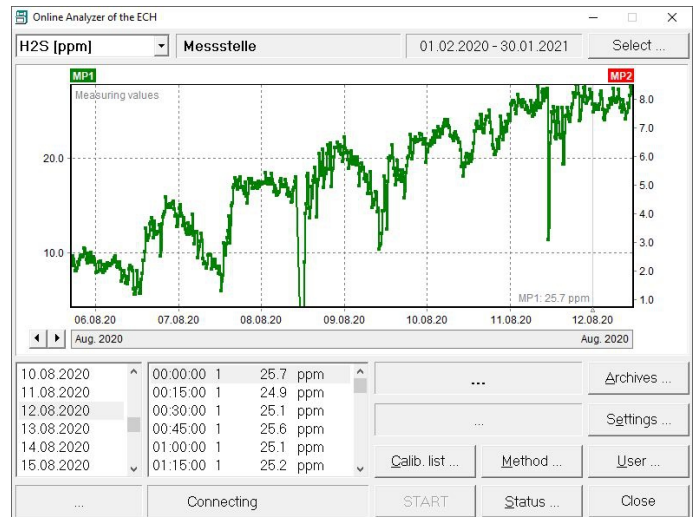 Online Analyzer of the ECH
H2S [ppm] Messstelle 01.02.2020 - 30.01.2021 Select ...
MP1 MP2
Measuring values
8.0
7.0
20.0 6.0
5.0
4.0
10.0 3.0
2.0
MP1: 25.7 ppm 1.0
06.08.20 07.08.20 08.08.20 09.08.20 10.08.20 11.08.20 12.08.20
Aug. 2020 Aug. 2020
10.08.2020 00:00:00 1 25.7 ppm ... Archives ...
11.08.2020 00:15:00 1 24.9 ppm
12.08.2020 00:30:00 1 25.1 ppm ... Settings ...
13.08.2020 00:45:00 1 25.6 ppm
14.08.2020 01:00:00 1 25.1 ppm Calib. list ... Method ... User ...
15.08.2020 01:15:00 1 25.2 ppm
... Connecting START Status ... Close